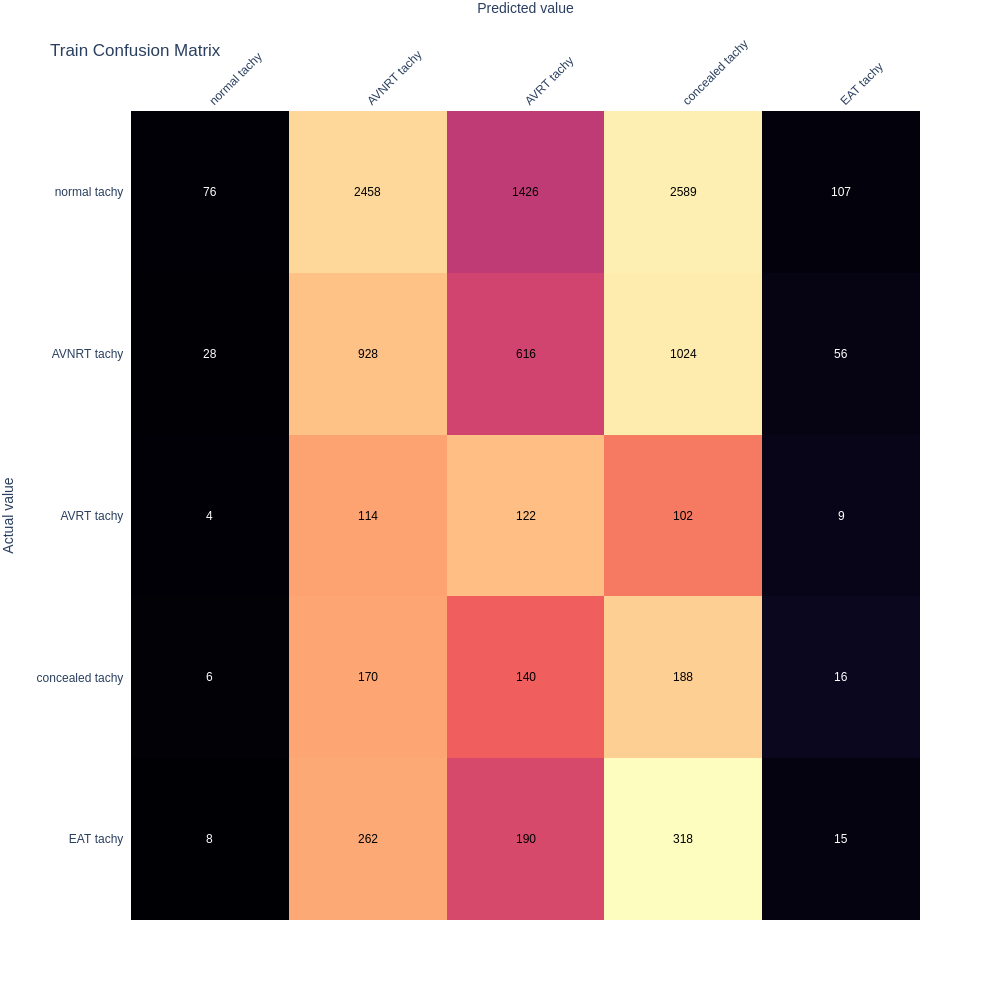 Predicted value
Train Confusion Matrix
normal tachy AVNRT tachy AVRT tachy concealed tachy EAT tachy
normal tachy 76 2458 1426 2589 107
AVNRT tachy 28 928 616 1024 56
AVRT tachy 4 114 122 102 9
concealed tachy 6 170 140 188 16
EAT tachy 8 262 190 318 15
Actual value